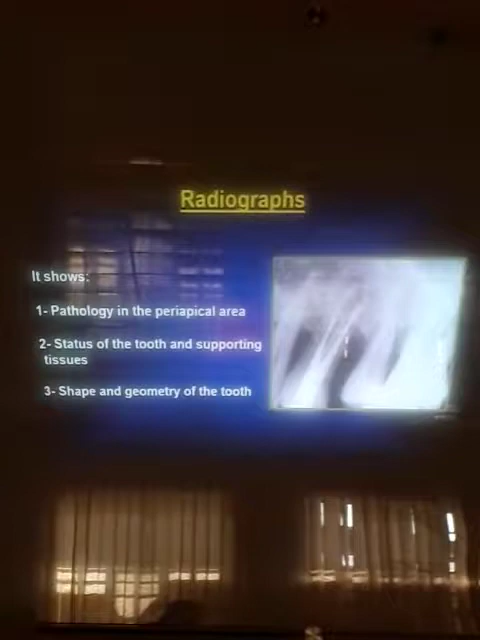 Radiographs
It shows:
1- Pathology in the periapical area
2- Status of the tooth and supporting
tissues
3- Shape and geometry of the tooth